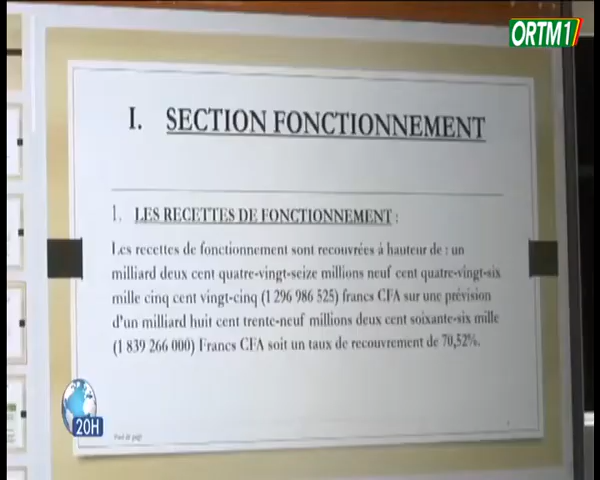 ORTM1
I. SECTION FONCTIONNEMENT
1. LES RECETTES DE FONCTIONNEMENT :
Les recettes de fonctionnement sont recouvrées à hauteur de : un
milliard deux cent quatre-vingt-seize millions neuf cent quatre-vingt-six
mille cinq cent vingt-cinq (1 296 986 525) francs CFA sur une prévision
d'un milliard huit cent trente-neuf millions deux cent soixante-six mille
(1 839 266 000) Francs CFA soit un taux de recouvrement de 70,52%.
20H